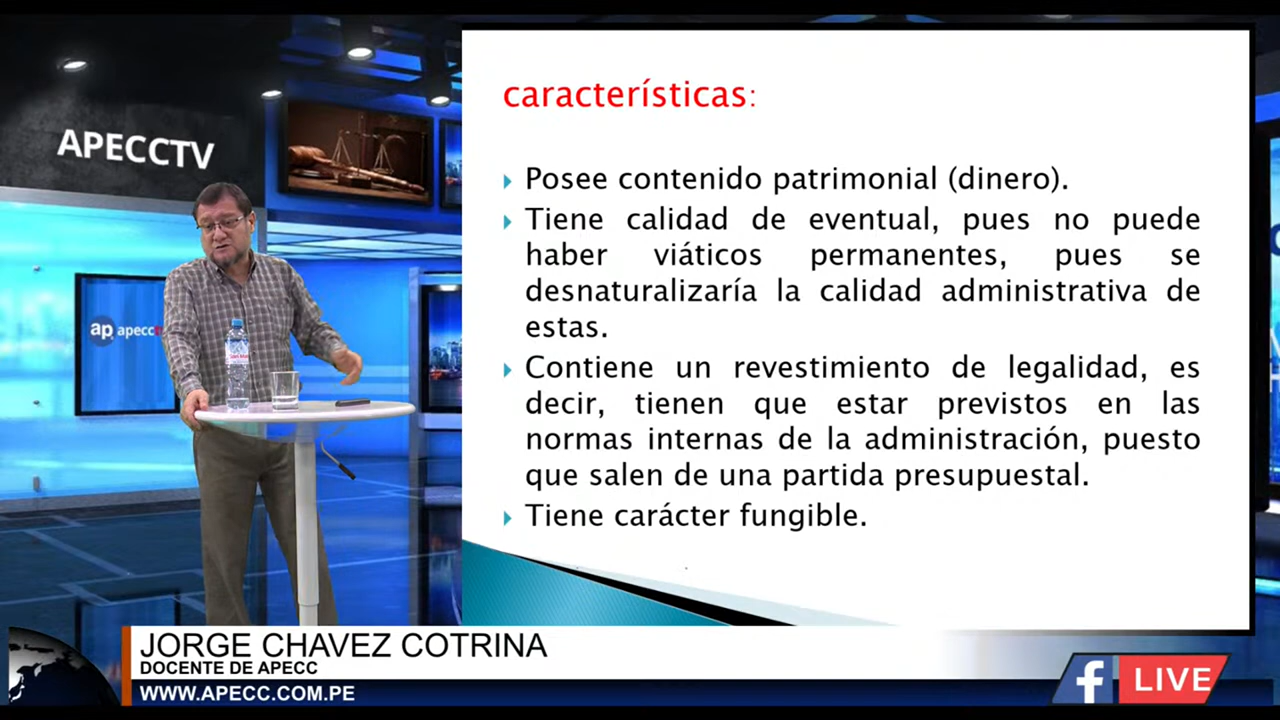 APECCTV
ap apecc
características:
Posee contenido patrimonial (dinero).
Tiene calidad de eventual, pues no puede
haber viáticos permanentes, pues se
desnaturalizaría la calidad administrativa de
estas.
Contiene un revestimiento de legalidad, es
decir, tienen que estar previstos en las
normas internas de la administración, puesto
que salen de una partida presupuestal.
Tiene carácter fungible.
JORGE CHAVEZ COTRINA
DOCENTE DE APECC
WWW.APECC.COM.PE
f LIVE